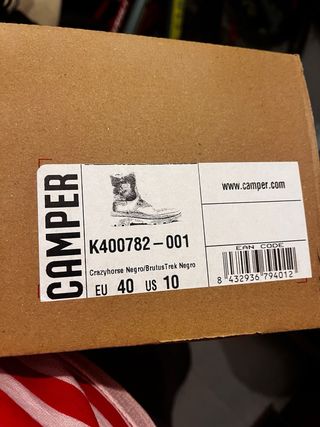 CAMPER
K400782-001
Crazyhorse Negro/BrutusTrek Negro
EU 40 US 10
www.camper.com
EAN CODE
8 432936 794012